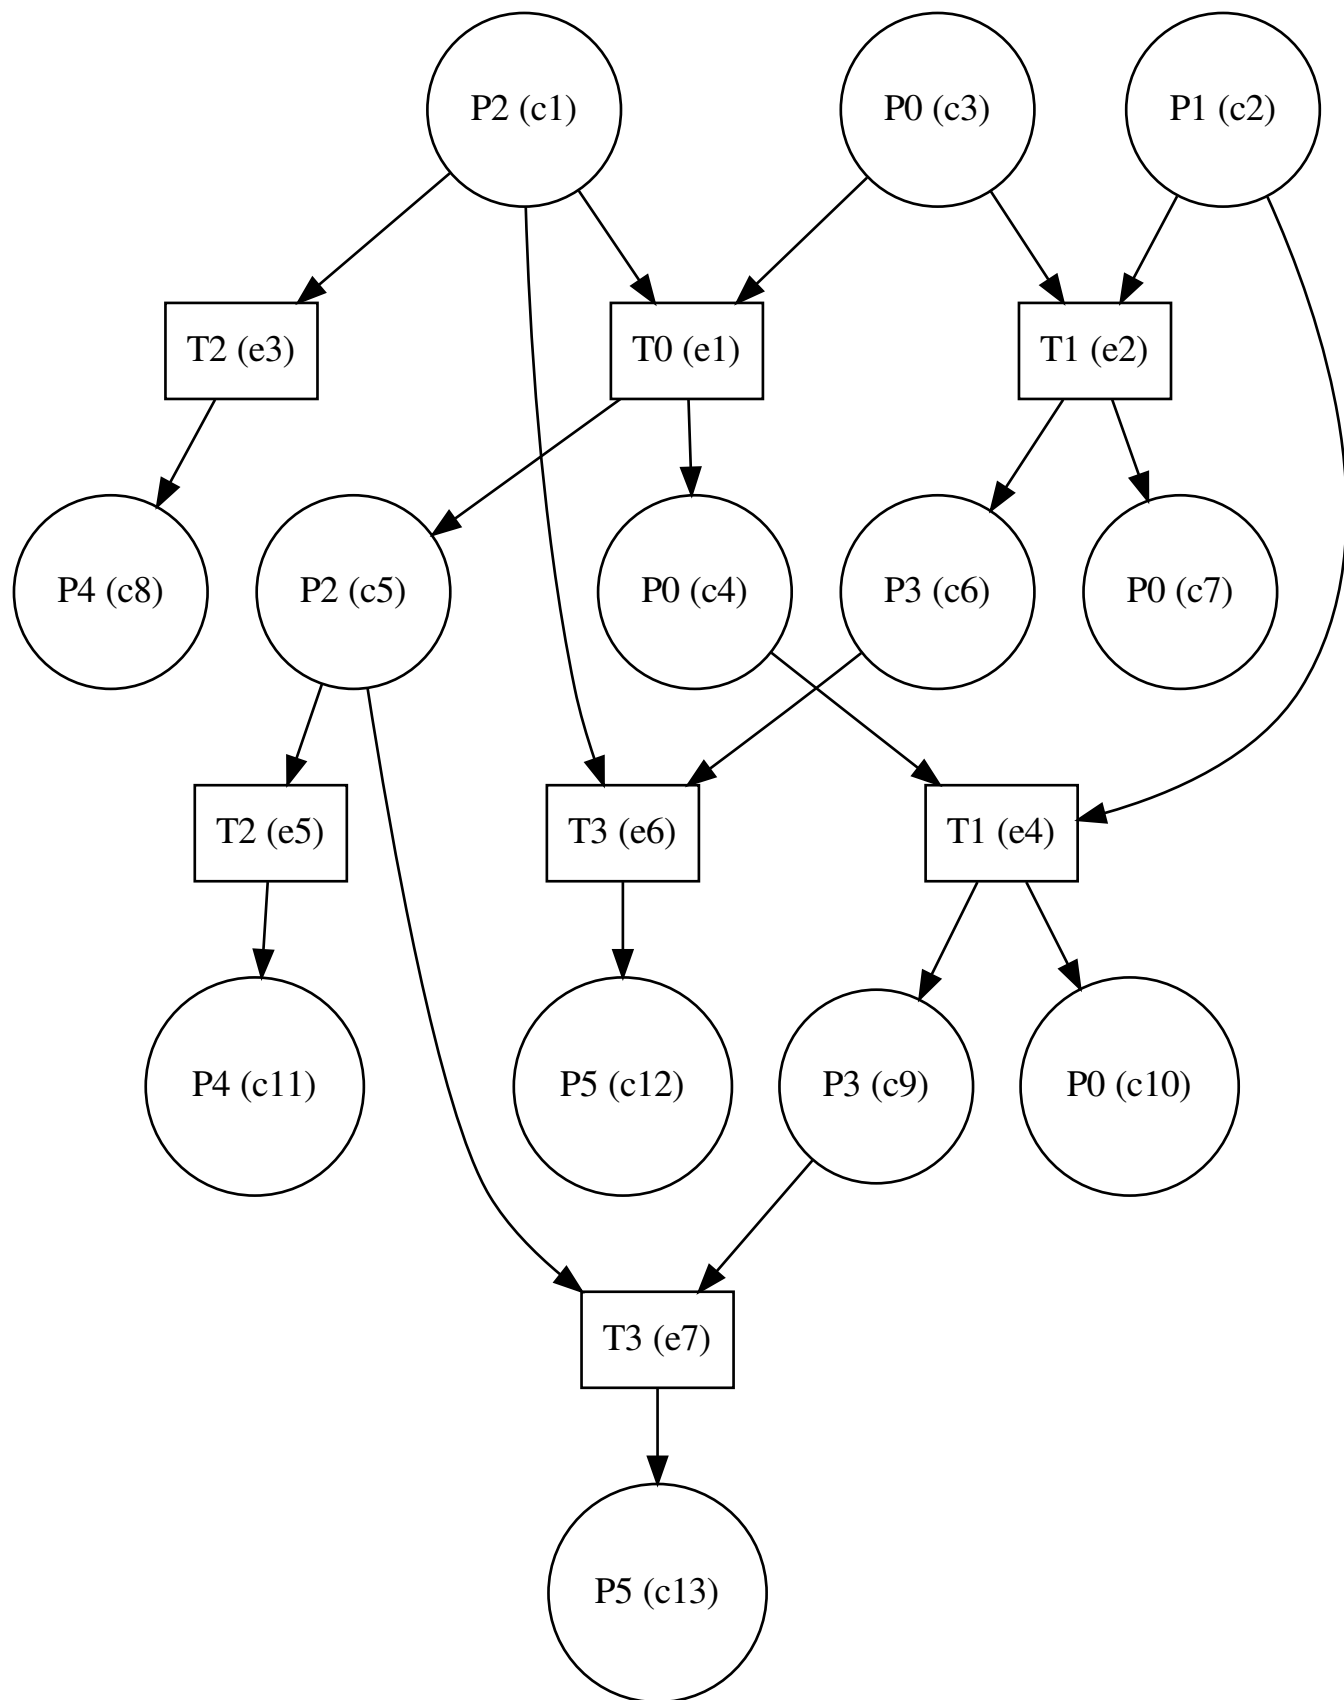 P2 (c1)
P0 (c3)
P1 (c2)
T2 (e3)
T0 (e1)
T1 (e2)
P4 (c8)
P2 (c5)
P0 (c4)
P3 (c6)
P0 (c7)
T2 (e5)
T3 (e6)
T1 (e4)
P4 (c11)
P5 (c12)
P3 (c9)
P0 (c10)
T3 (e7)
P5 (c13)